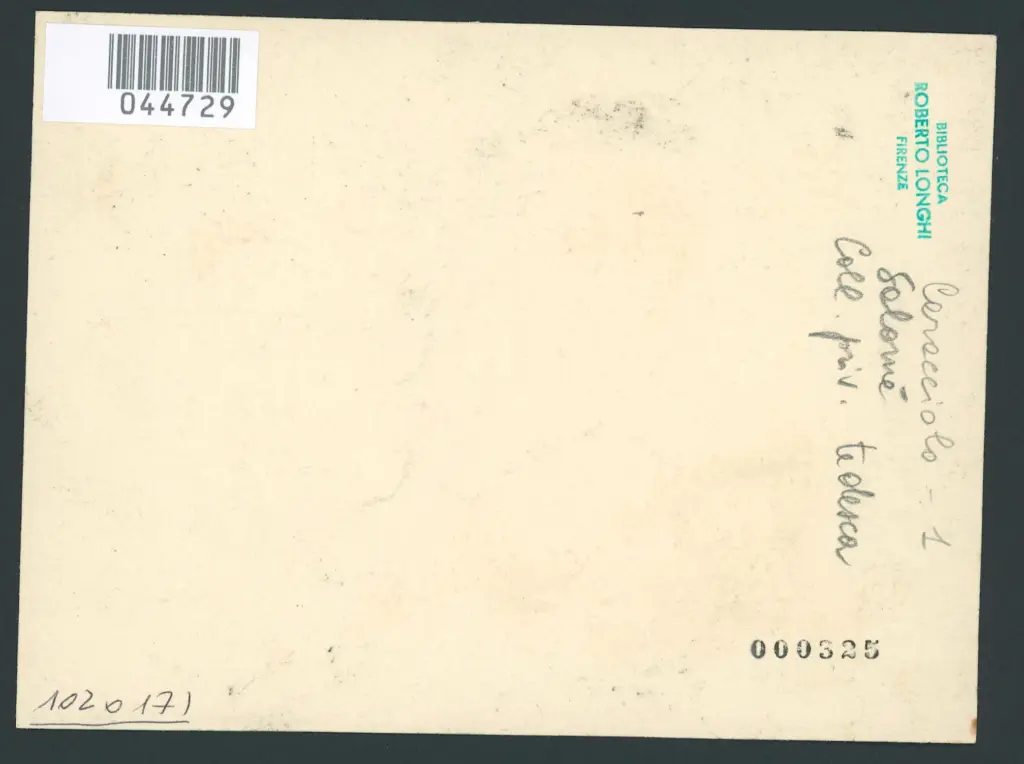 044729
BIBLIOTECA
ROBERTO LONGHI
FIRENZE
Caracciolo - 1
Salomè
Coll. priv. tedesca
000325
1020171